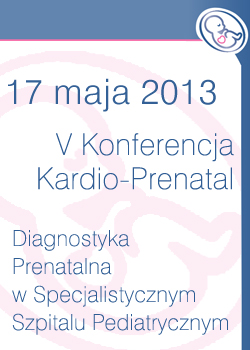 17 maja 2013
V Konferencja
Kardio-Prenatal
Diagnostyka
Prenatalna
w Specjalistycznym
Szpitalu Pediatrycznym